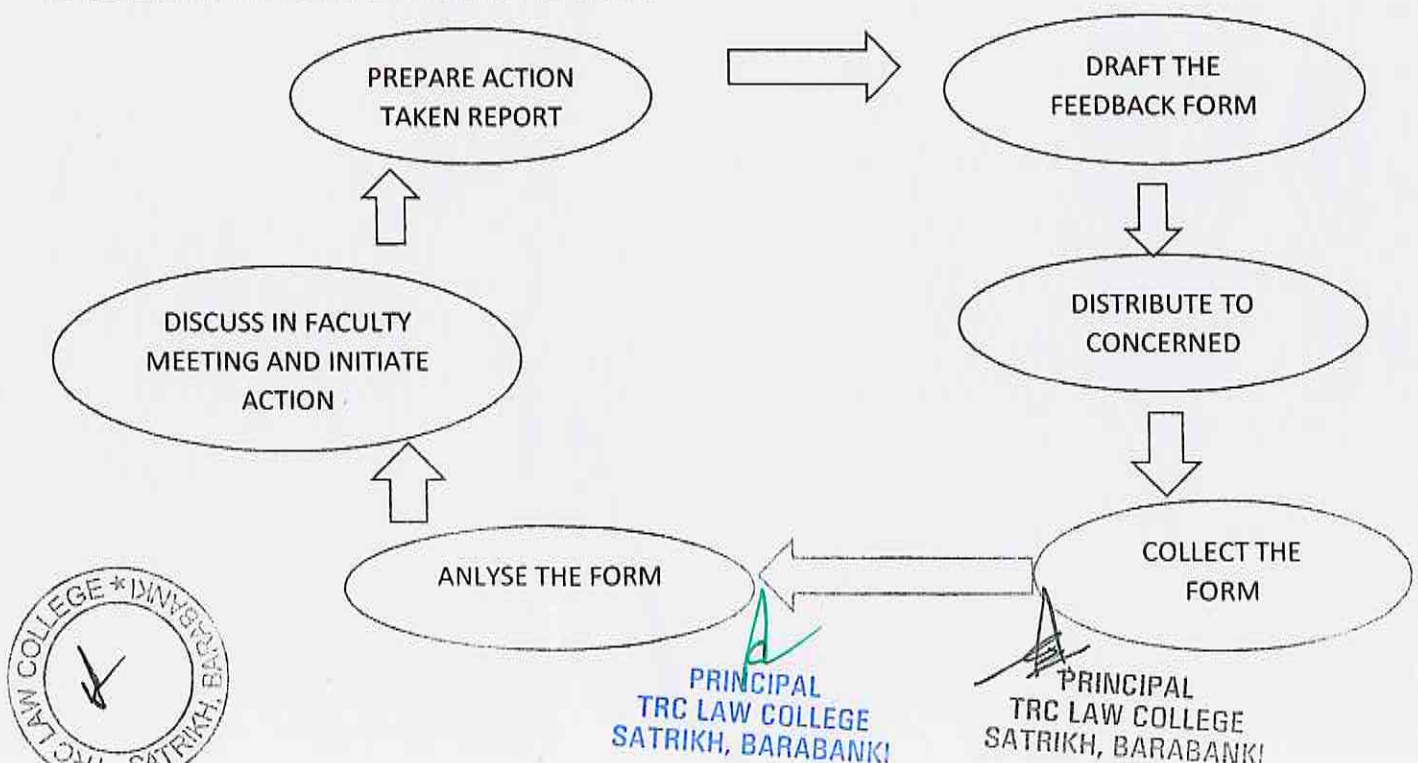 PREPARE ACTION
TAKEN REPORT
DRAFT THE
FEEDBACK FORM
DISTRIBUTE TO
CONCERNED
COLLECT THE
FORM
ANLYSE THE FORM
DISCUSS IN FACULTY
MEETING AND INITIATE
ACTION
TRC LAW COLLEGE * SATRIKH, BARABANKI
PRINCIPAL
TRC LAW COLLEGE
SATRIKH, BARABANKI
PRINCIPAL
TRC LAW COLLEGE
SATRIKH, BARABANKI